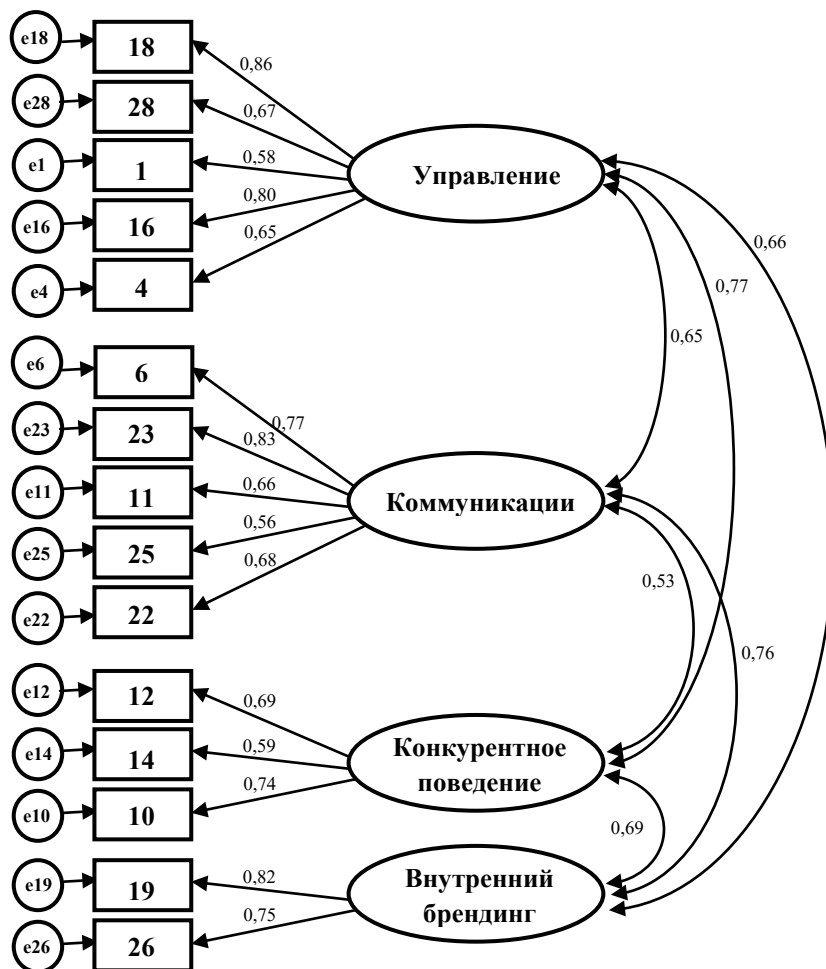 e18
18
0,86
e28
28
0,67
e1
1
0,58
Управление
e16
16
0,80
e4
4
0,65
0,66
0,77
0,65
e6
6
0,77
e23
23
0,83
e11
11
0,66
Коммуникации
e25
25
0,56
e22
22
0,68
0,53
0,76
e12
12
0,69
e14
14
0,59
Конкурентное
поведение
e10
10
0,74
0,69
e19
19
0,82
Внутренний
брендинг
e26
26
0,75